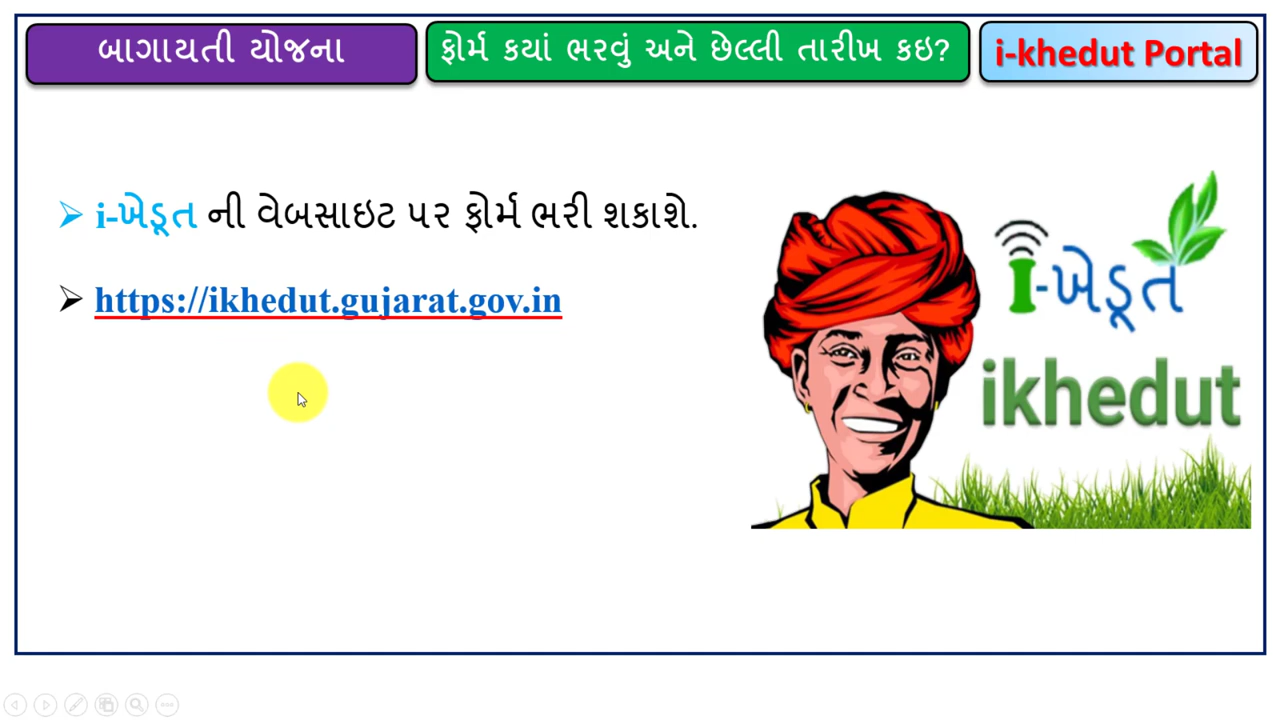 બાગાયતી યોજના
ફોર્મ કયાં ભરવું અને છેલ્લી તારીખ કઇ?
i-khedut Portal
i-ખેડૂત ની વેબસાઇટ પર ફોર્મ ભરી શકાશે.
https://ikhedut.gujarat.gov.in
i-ખેડૂત
ikhedut